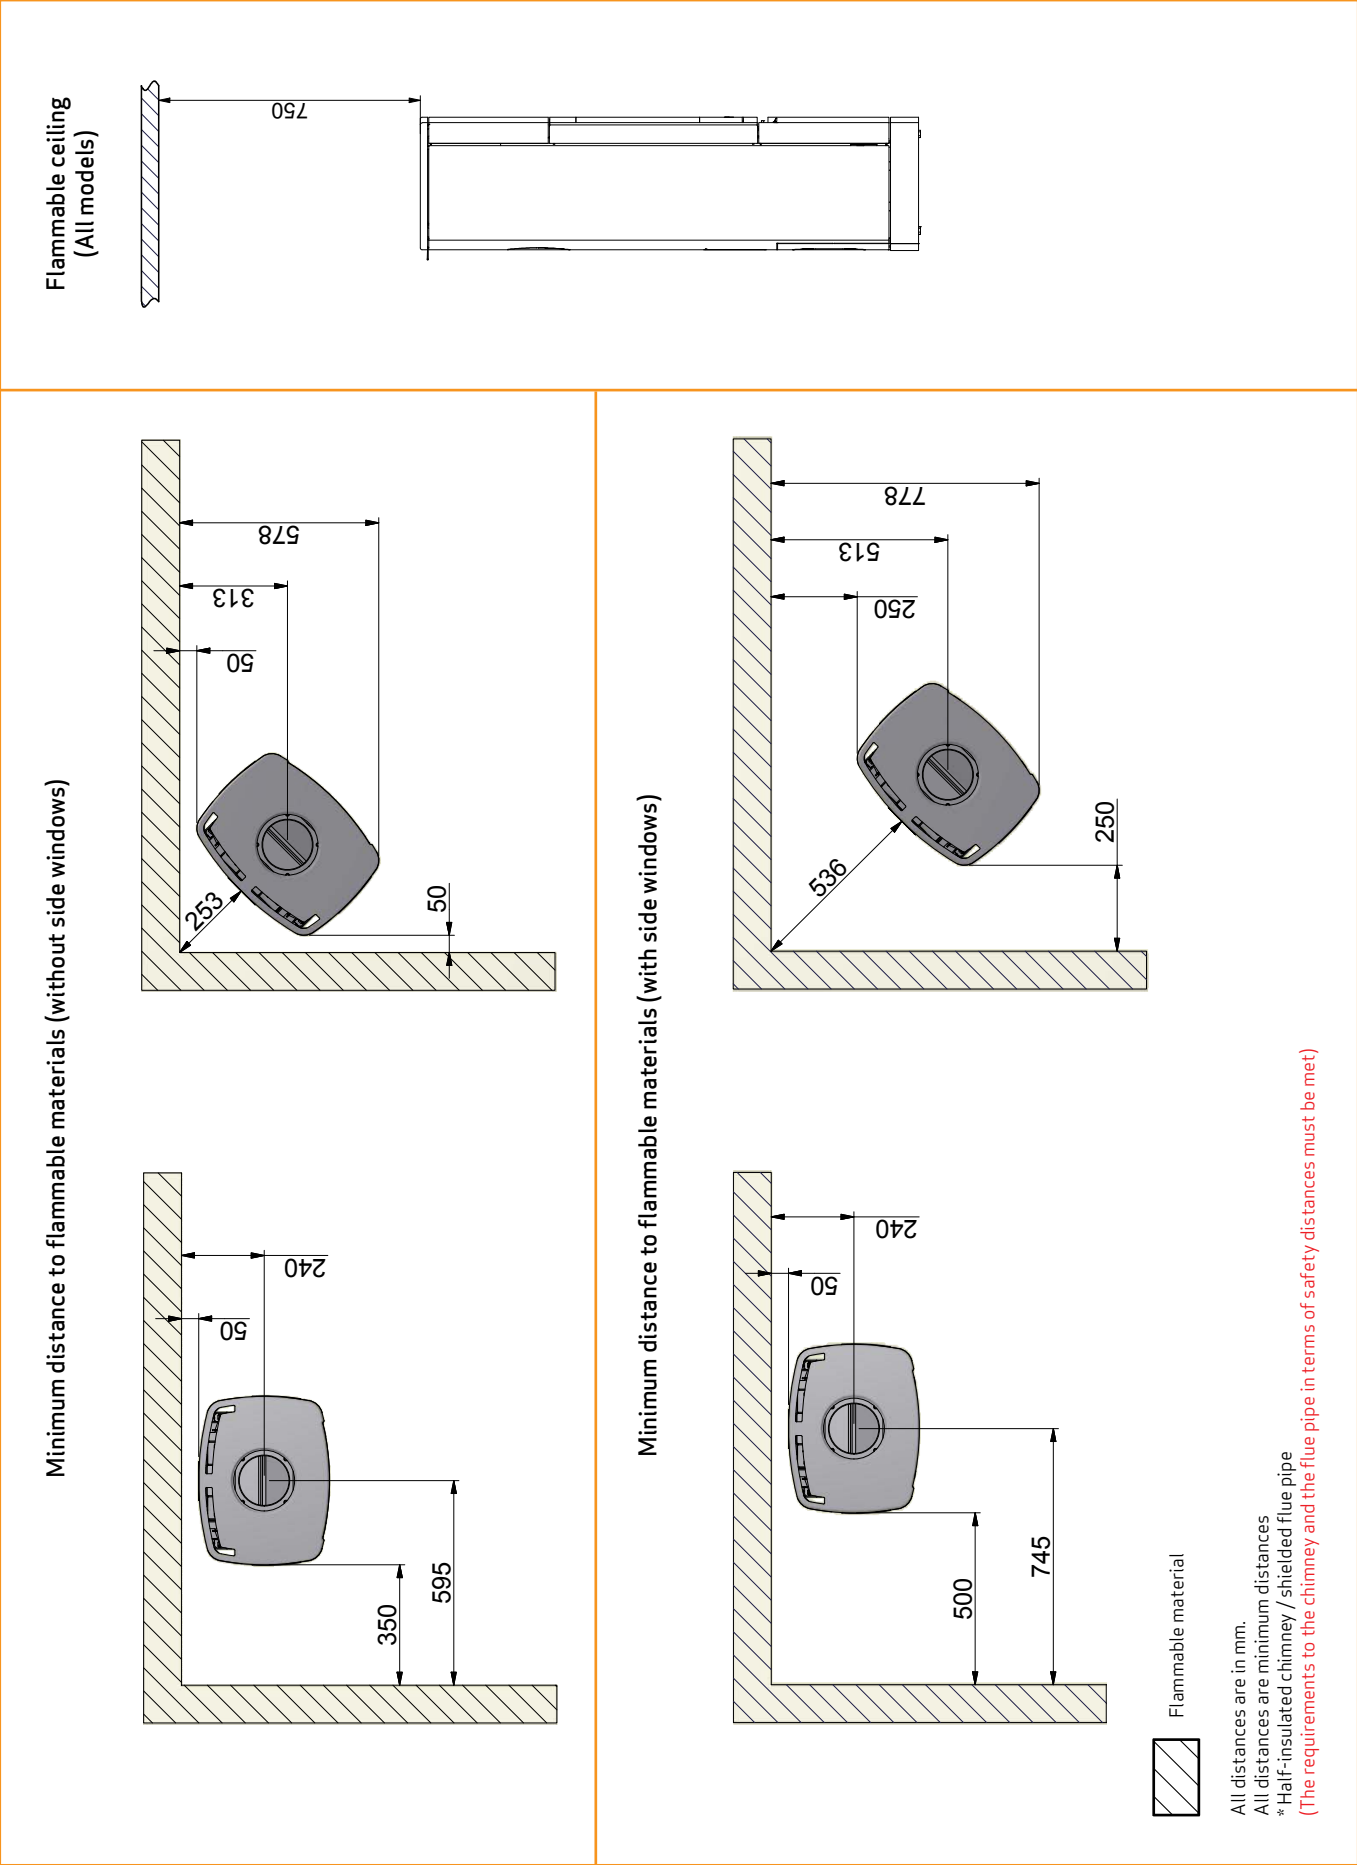 Minimum distance to flammable materials (without side windows)
50
240
350
595
253
50
313
578
50
Minimum distance to flammable materials (with side windows)
50
240
500
745
536
250
513
778
250
Flammable ceiling
(All models)
750
Flammable material
All distances are in mm.
All distances are minimum distances
* Half-insulated chimney / shielded flue pipe
(The requirements to the chimney and the flue pipe in terms of safety distances must be met)